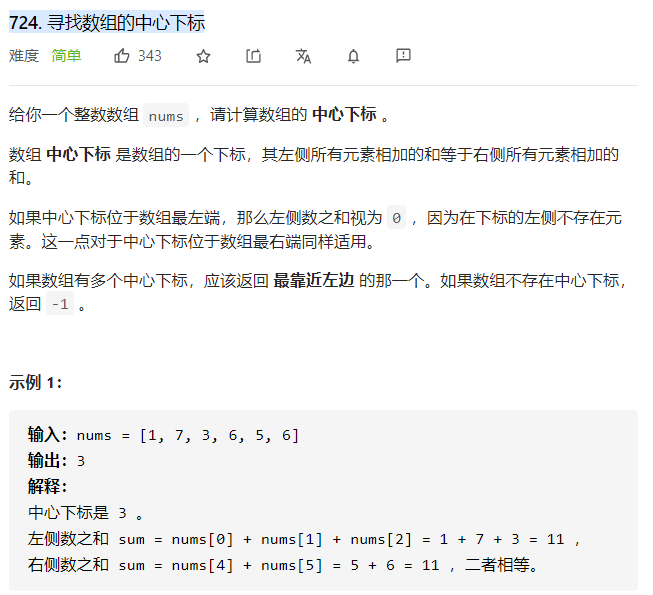 724. 寻找数组的中心下标
难度 简单 343
给你一个整数数组 nums ，请计算数组的 中心下标 。
数组 中心下标 是数组的一个下标，其左侧所有元素相加的和等于右侧所有元素相加的
和。
如果中心下标位于数组最左端，那么左侧数之和视为 0 ，因为在下标的左侧不存在元
素。这一点对于中心下标位于数组最右端同样适用。
如果数组有多个中心下标，应该返回 最靠近左边 的那一个。如果数组不存在中心下标，
返回 -1 。
示例 1：
输入：nums = [1, 7, 3, 6, 5, 6]
输出：3
解释：
中心下标是 3 。
左侧数之和 sum = nums[0] + nums[1] + nums[2] = 1 + 7 + 3 = 11 ，
右侧数之和 sum = nums[4] + nums[5] = 5 + 6 = 11 ，二者相等。